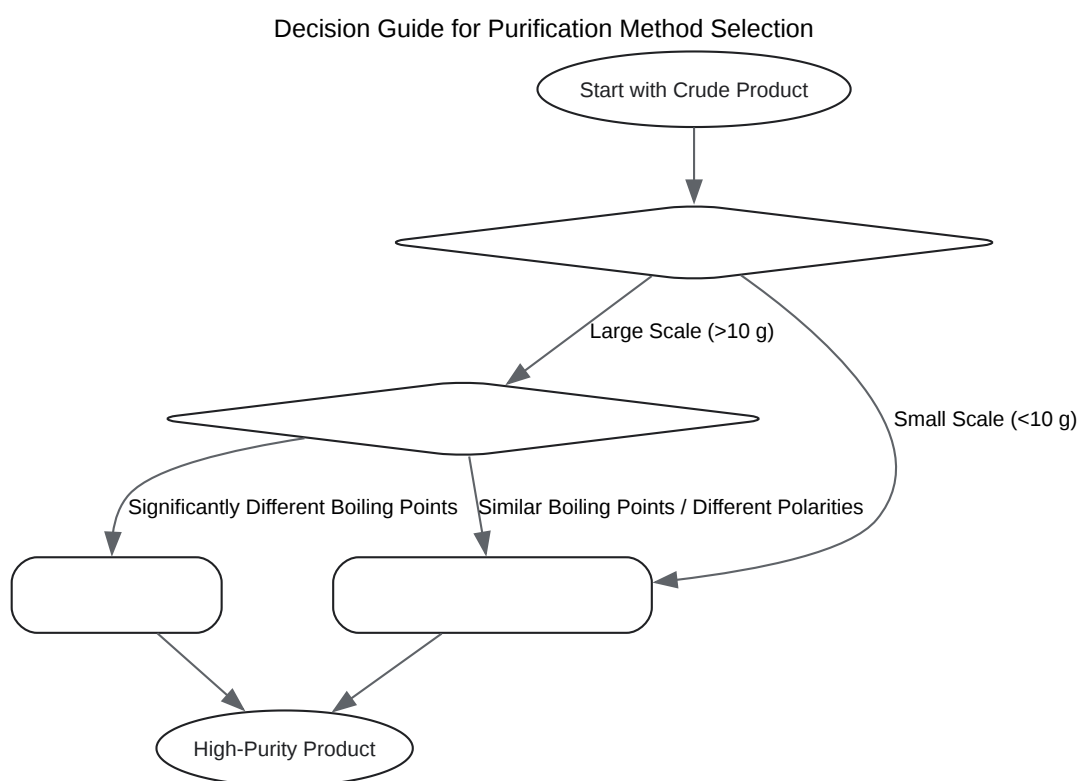 Decision Guide for Purification Method Selection
Start with Crude Product
Large Scale (>10 g)
Small Scale (<10 g)
Significantly Different Boiling Points
Similar Boiling Points / Different Polarities
High-Purity Product